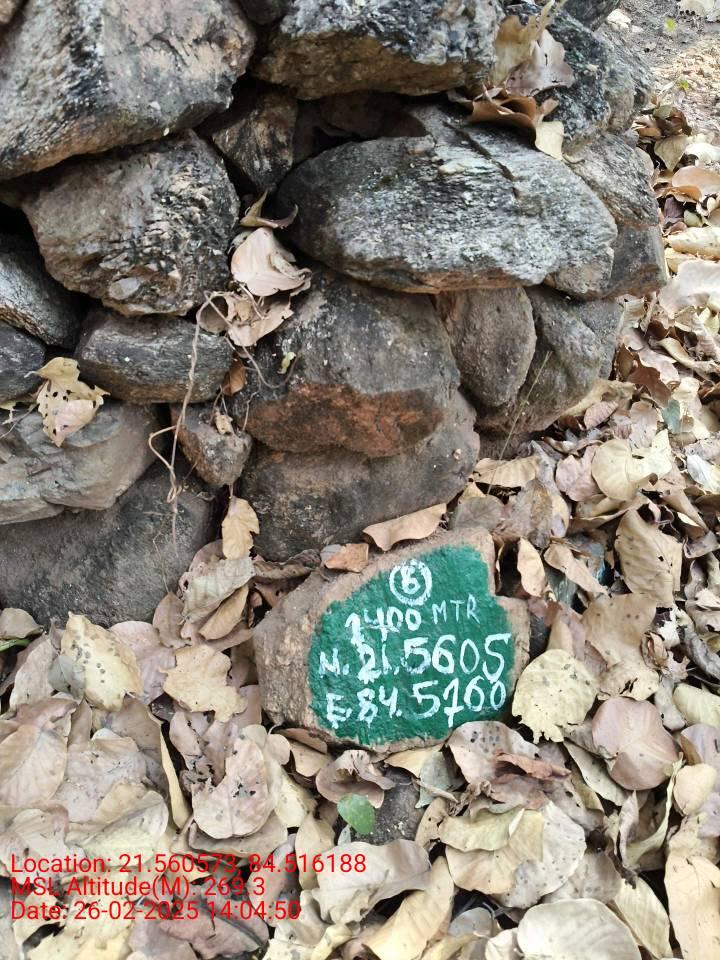 6
1400 MTR
N. 21.5605
E. 84.5160
Location: 21.560573, 84.516188
MSL Altitude(M): 269.3
Date: 26-02-2025 14:04:50